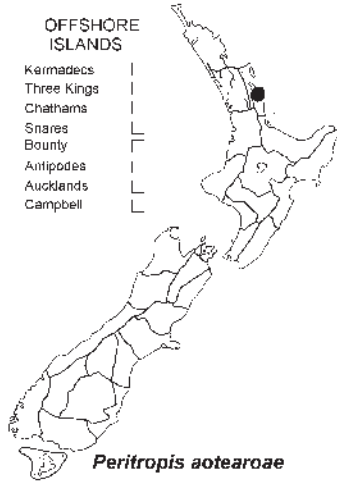 OFFSHORE
ISLANDS
Kermadecs
Three Kings
Chathams
Snares
Bounty
Antipodes
Aucklands
Campbell
Peritropis aotearoae